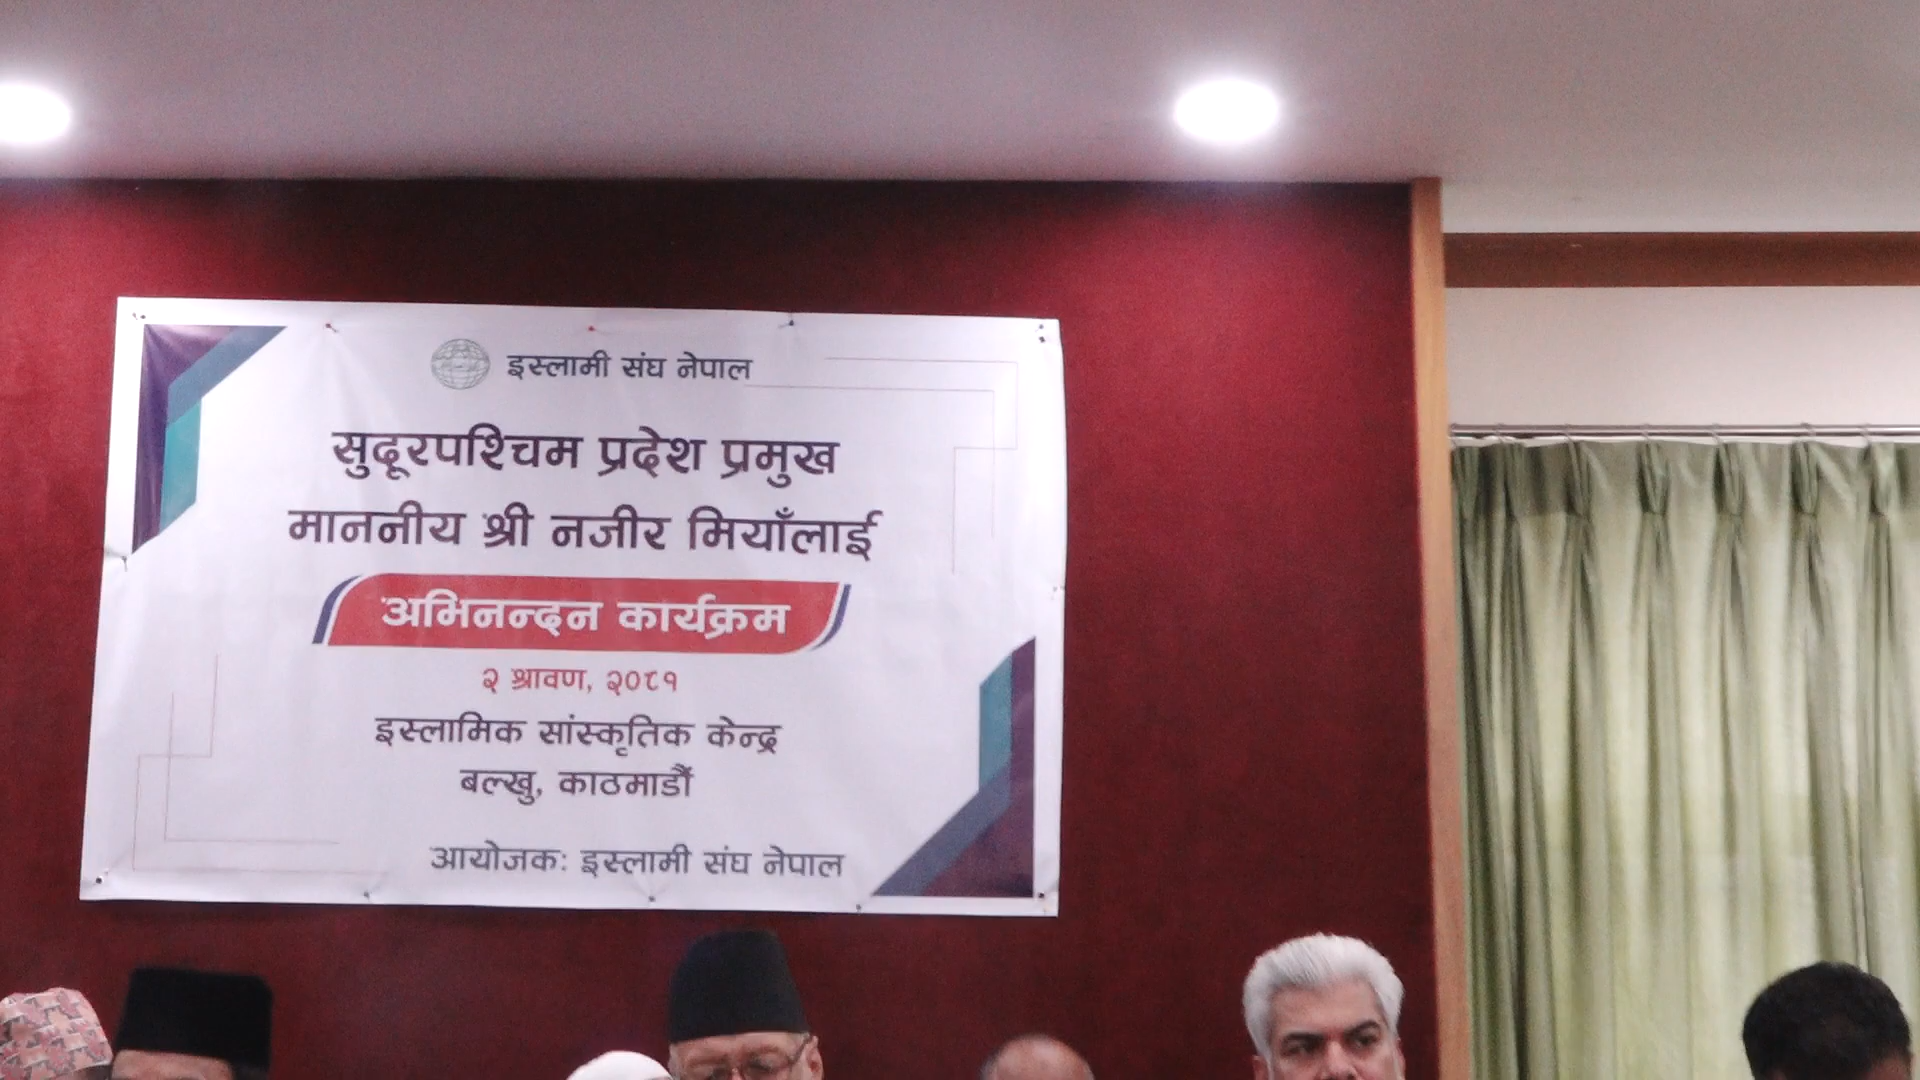 इस्लामी संघ नेपाल
सुदूरपश्चिम प्रदेश प्रमुख
माननीय श्री नजीर मियाँलाई
अभिनन्दन कार्यक्रम
२ श्रावण, २०८१
इस्लामिक सांस्कृतिक केन्द्र
बल्खु, काठमाडौँ
आयोजक: इस्लामी संघ नेपाल